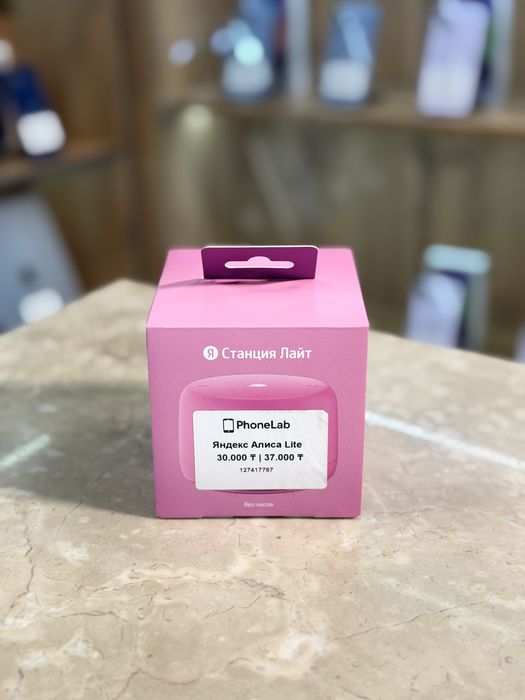 Я Станция Лайт
PhoneLab
Яндекс Алиса Lite
30.000 ₸ | 37.000 ₸
127417767
без часов